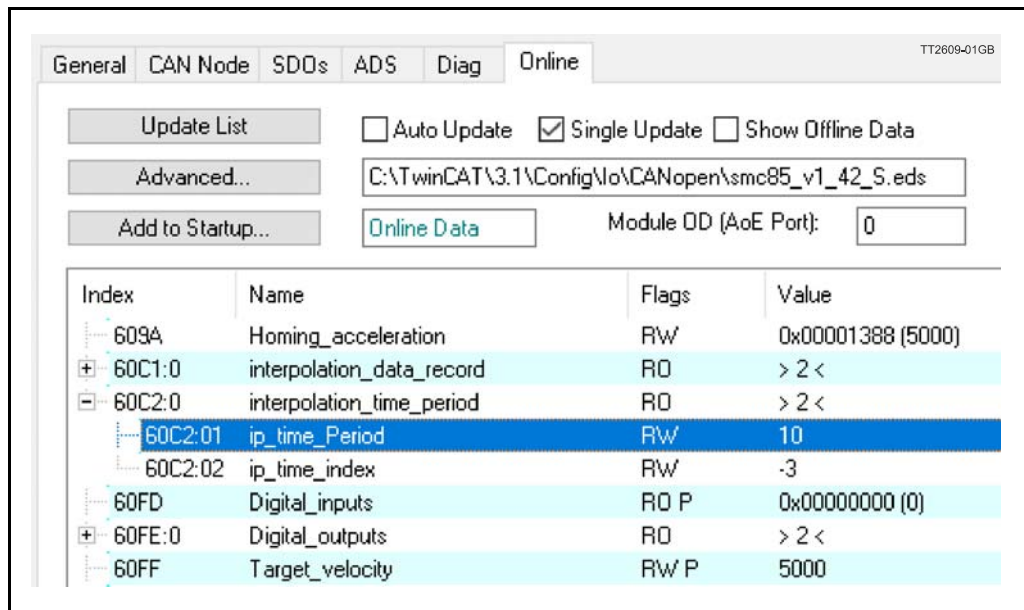 TT2609-01GB
General CAN Node SDOs ADS Diag Online
Update List Auto Update Single Update Show Offline Data
Advanced... C:\TwinCAT\3.1\Config\Io\CANopen\smc85_v1_42_S.eds
Add to Startup... Online Data Module OD (AoE Port): 0
Index Name Flags Value
609A Homing_acceleration RW 0x00001388 (5000)
60C1:0 interpolation_data_record RO > 2 <
60C2:0 interpolation_time_period RO > 2 <
60C2:01 ip_time_Period RW 10
60C2:02 ip_time_index RW -3
60FD Digital_inputs RO P 0x00000000 (0)
60FE:0 Digital_outputs RO > 2 <
60FF Target_velocity RW P 5000